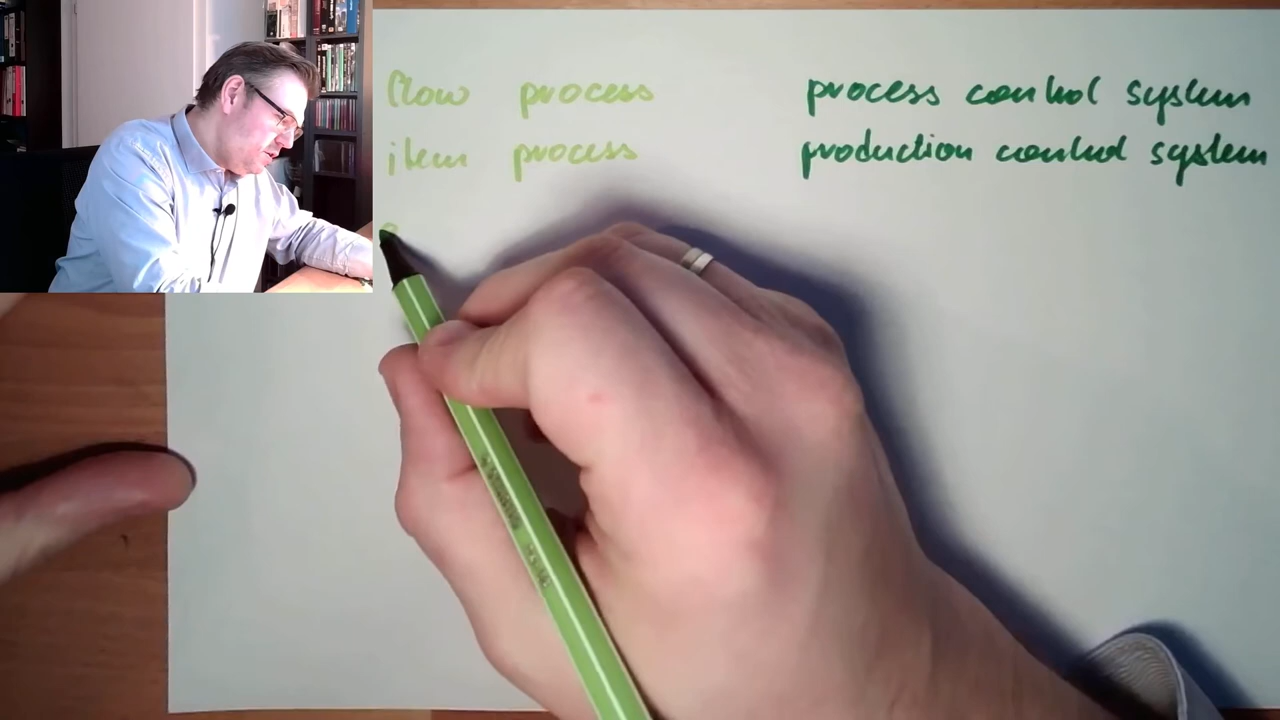 flow process process control system
item process production control system